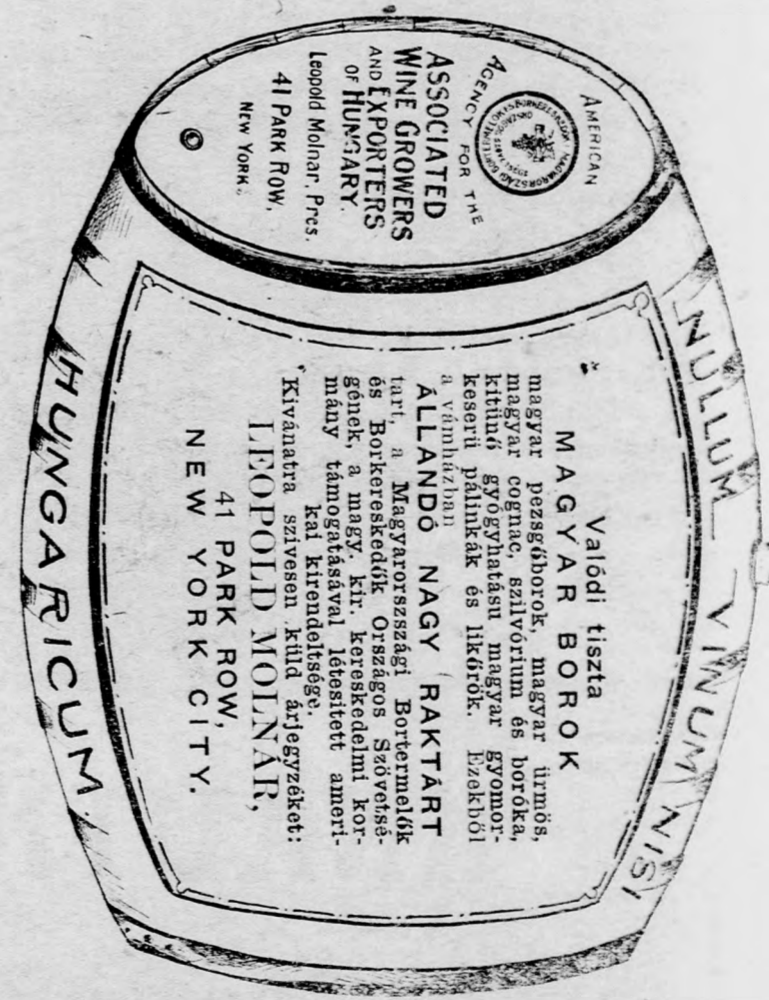 NULLUM VINUM NISI
AMERICAN
AGENCY FOR THE
ASSOCIATED
WINE GROWERS
AND EXPORTERS
OF HUNGARY.
Leopold Molnar, Pres.
41 PARK ROW,
NEW YORK.
Valódi tiszta
MAGYAR BOROK
magyar pezsgőborok, magyar ürmös,
magyar cognac, szilvórium és boróka,
kitünő gyógyhatásu magyar gyomor-
keserü pálinkák és likőrök. Ezekből
a vámházban
ÁLLANDÓ NAGY RAKTÁRT
tart, a Magyarorszszági Bortermelők
és Borkereskedők Országos Szövetsé-
gének, a magy. kir. kereskedelmi kor-
mány támogatásával létesitett ameri-
kai kirendeltsége.
Kivánatra szivesen küld árjegyzéket:
LEOPOLD MOLNÁR,
41 PARK ROW,
NEW YORK CITY.
HUNGARICUM.